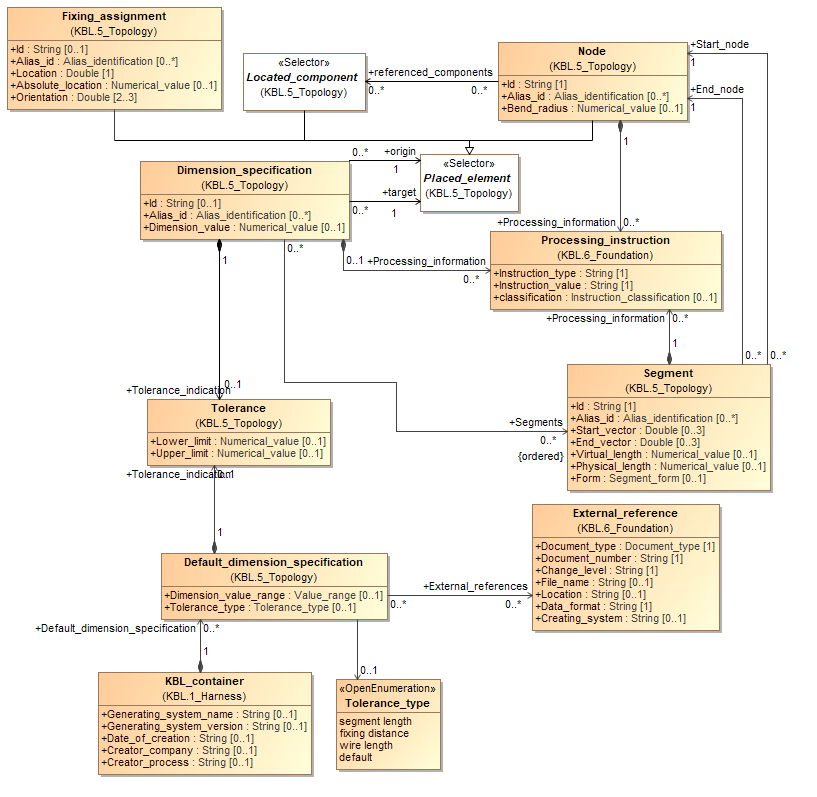 Fixing_assignment
(KBL.5_Topology)
+Id : String [0..1]
+Alias_id : Alias_identification [0..*]
+Location : Double [1]
+Absolute_location : Numerical_value [0..1]
+Orientation : Double [2..3]
«Selector»
Located_component
(KBL.5_Topology)
+referenced_components
0..*
0..*
Node
(KBL.5_Topology)
+Id : String [1]
+Alias_id : Alias_identification [0..*]
+Bend_radius : Numerical_value [0..1]
+Start_node
1
+End_node
1
1
Dimension_specification
(KBL.5_Topology)
+Id : String [0..1]
+Alias_id : Alias_identification [0..*]
+Dimension_value : Numerical_value [0..1]
0..*
+origin
1
+target
0..*
1
«Selector»
Placed_element
(KBL.5_Topology)
+Processing_information
0..*
Processing_instruction
(KBL.6_Foundation)
+Instruction_type : String [1]
+Instruction_value : String [1]
+classification : Instruction_classification [0..1]
1
0..*
0..1
+Processing_information
0..*
+Processing_information
0..*
1
0..*
0..*
Segment
(KBL.5_Topology)
+Id : String [1]
+Alias_id : Alias_identification [0..*]
+Start_vector : Double [0..3]
+End_vector : Double [0..3]
+Virtual_length : Numerical_value [0..1]
+Physical_length : Numerical_value [0..1]
+Form : Segment_form [0..1]
+Segments
0..*
{ordered}
+Tolerance_indication
0..1
Tolerance
(KBL.5_Topology)
+Lower_limit : Numerical_value [0..1]
+Upper_limit : Numerical_value [0..1]
+Tolerance_indication
0..1
1
Default_dimension_specification
(KBL.5_Topology)
+Dimension_value_range : Value_range [0..1]
+Tolerance_type : Tolerance_type [0..1]
+External_references
0..*
0..*
External_reference
(KBL.6_Foundation)
+Document_type : Document_type [1]
+Document_number : String [1]
+Change_level : String [1]
+File_name : String [0..1]
+Location : String [0..1]
+Data_format : String [1]
+Creating_system : String [0..1]
+Default_dimension_specification
0..*
1
KBL_container
(KBL.1_Harness)
+Generating_system_name : String [0..1]
+Generating_system_version : String [0..1]
+Date_of_creation : String [0..1]
+Creator_company : String [0..1]
+Creator_process : String [0..1]
0..1
«OpenEnumeration»
Tolerance_type
segment length
fixing distance
wire length
default